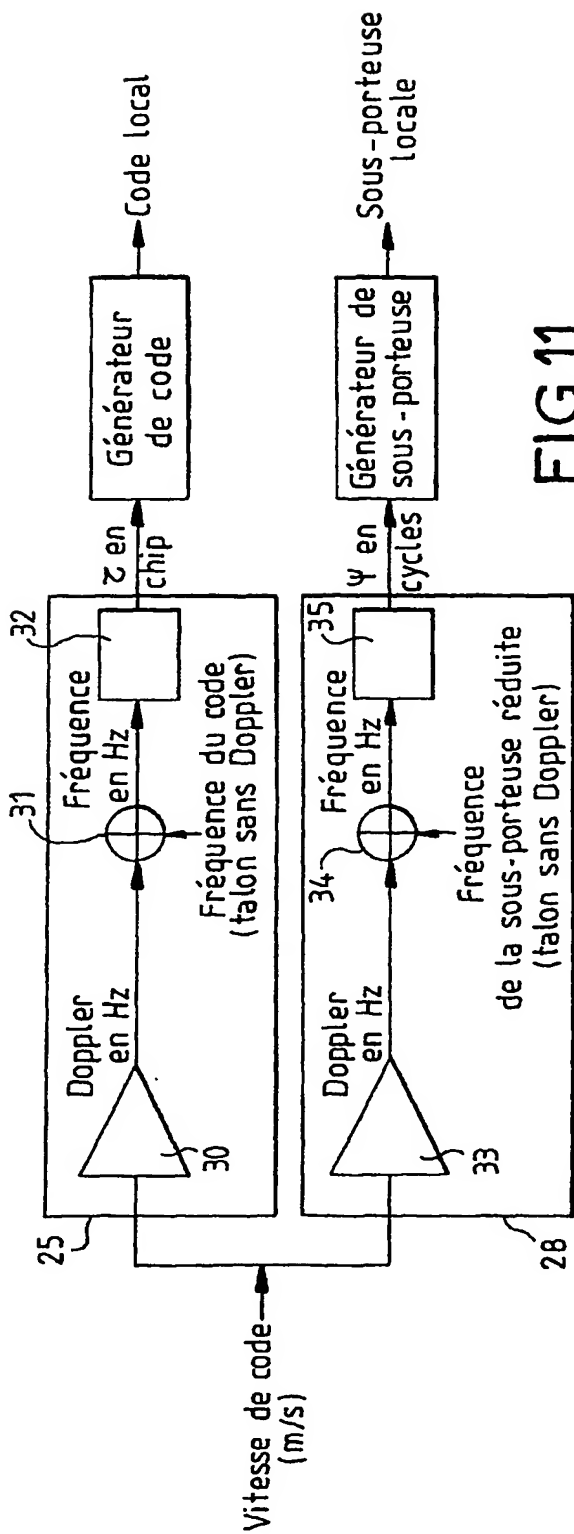 Vitesse de code
(m/s)
25
30
Doppler
en Hz
31
Fréquence
en Hz
Fréquence du code
(talon sans Doppler)
32
τ en
chip
Générateur
de code
Code local
28
33
Doppler
en Hz
34
Fréquence
en Hz
Fréquence
de la sous-porteuse réduite
(talon sans Doppler)
35
Ψ en
cycles
Générateur de
sous-porteuse
Sous-porteuse
locale
FIG.11